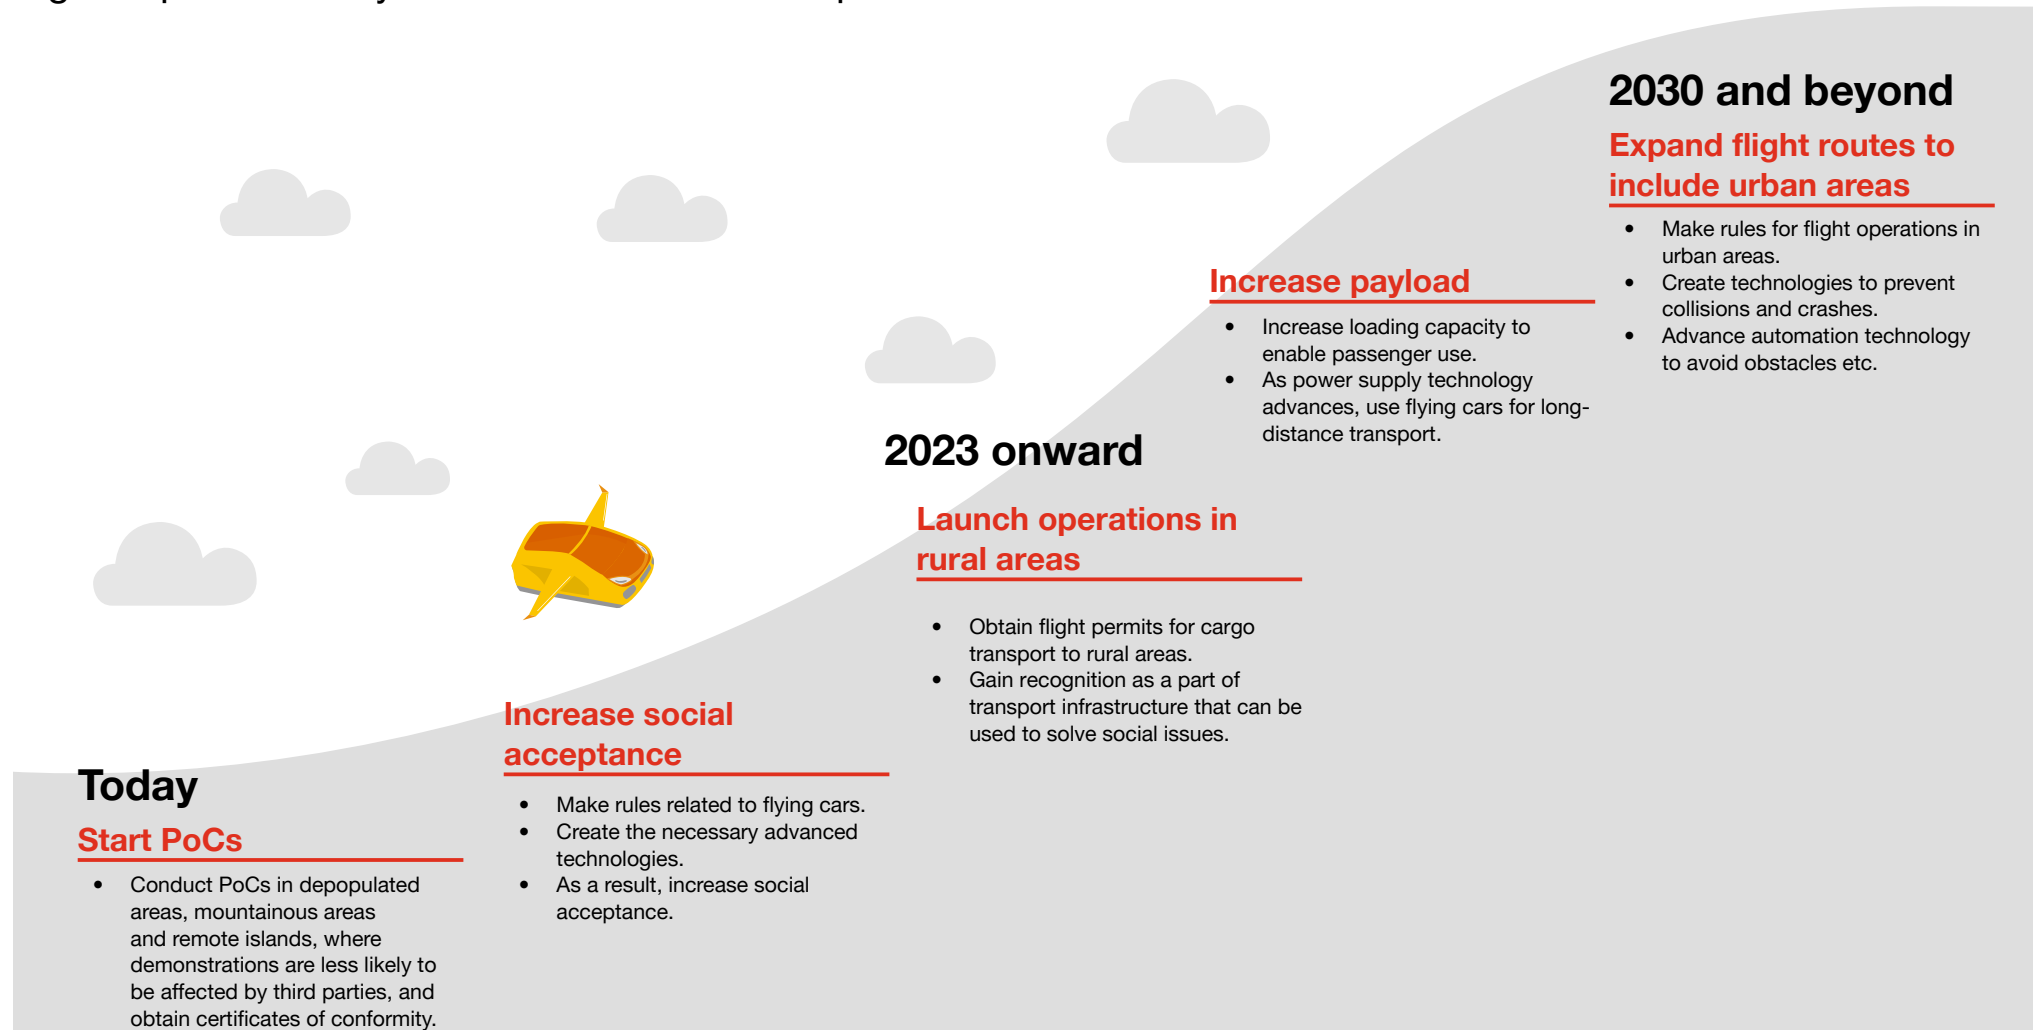 Today
Start PoCs
• Conduct PoCs in depopulated
areas, mountainous areas
and remote islands, where
demonstrations are less likely to
be affected by third parties, and
obtain certificates of conformity.
Increase social
acceptance
• Make rules related to flying cars.
• Create the necessary advanced
technologies.
• As a result, increase social
acceptance.
2023 onward
Launch operations in
rural areas
• Obtain flight permits for cargo
transport to rural areas.
• Gain recognition as a part of
transport infrastructure that can be
used to solve social issues.
Increase payload
• Increase loading capacity to
enable passenger use.
• As power supply technology
advances, use flying cars for long-
distance transport.
2030 and beyond
Expand flight routes to
include urban areas
• Make rules for flight operations in
urban areas.
• Create technologies to prevent
collisions and crashes.
• Advance automation technology
to avoid obstacles etc.